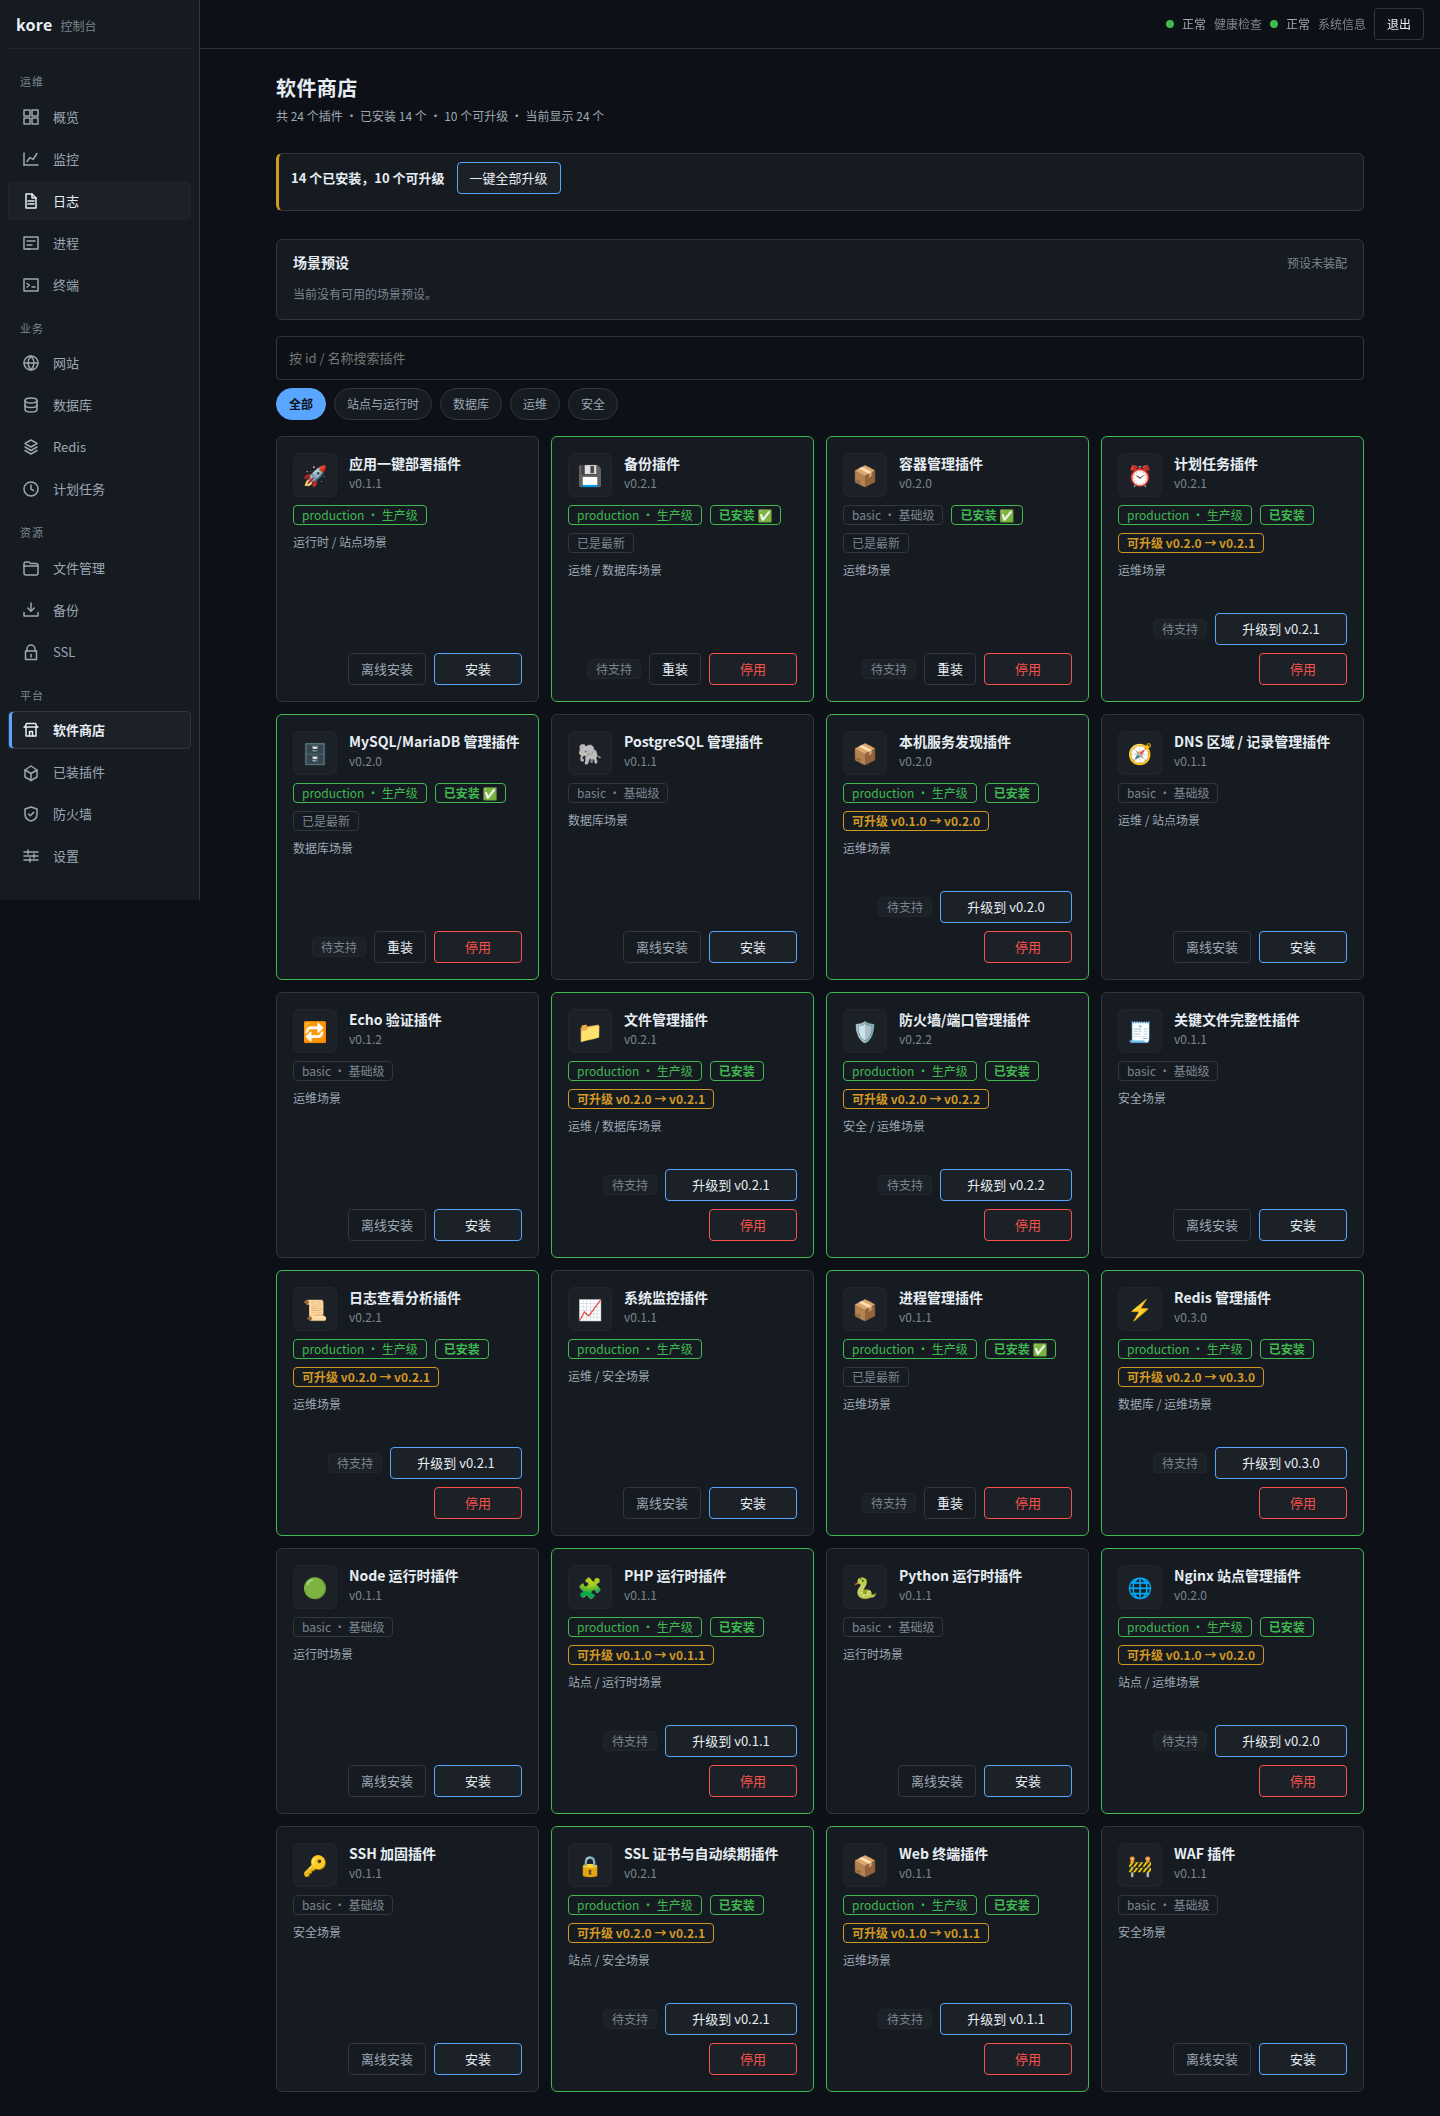 kore 控制台
正常 健康检查 正常 系统信息 退出
运维
概览
监控
日志
进程
终端
业务
网站
数据库
Redis
计划任务
资源
文件管理
备份
SSL
平台
软件商店
已装插件
防火墙
设置
软件商店
共 24 个插件 · 已安装 14 个 · 10 个可升级 · 当前显示 24 个
14 个已安装，10 个可升级 一键全部升级
场景预设 预设未装配
当前没有可用的场景预设。
按 id / 名称搜索插件
全部 站点与运行时 数据库 运维 安全
应用一键部署插件
v0.1.1
production · 生产级
运行时 / 站点场景
离线安装 安装
备份插件
v0.2.1
production · 生产级 已安装 ✅
已是最新
运维 / 数据库场景
待支持 重装 停用
容器管理插件
v0.2.0
basic · 基础级 已安装 ✅
已是最新
运维场景
待支持 重装 停用
计划任务插件
v0.2.1
production · 生产级 已安装
可升级 v0.2.0 → v0.2.1
运维场景
待支持 升级到 v0.2.1
停用
MySQL/MariaDB 管理插件
v0.2.0
production · 生产级 已安装 ✅
已是最新
数据库场景
待支持 重装 停用
PostgreSQL 管理插件
v0.1.1
basic · 基础级
数据库场景
离线安装 安装
本机服务发现插件
v0.2.0
production · 生产级 已安装
可升级 v0.1.0 → v0.2.0
运维场景
待支持 升级到 v0.2.0
停用
DNS 区域 / 记录管理插件
v0.1.1
basic · 基础级
运维 / 站点场景
离线安装 安装
Echo 验证插件
v0.1.2
basic · 基础级
运维场景
离线安装 安装
文件管理插件
v0.2.1
production · 生产级 已安装
可升级 v0.2.0 → v0.2.1
运维 / 数据库场景
待支持 升级到 v0.2.1
停用
防火墙/端口管理插件
v0.2.2
production · 生产级 已安装
可升级 v0.2.0 → v0.2.2
安全 / 运维场景
待支持 升级到 v0.2.2
停用
关键文件完整性插件
v0.1.1
basic · 基础级
安全场景
离线安装 安装
日志查看分析插件
v0.2.1
production · 生产级 已安装
可升级 v0.2.0 → v0.2.1
运维场景
待支持 升级到 v0.2.1
停用
系统监控插件
v0.1.1
production · 生产级
运维 / 安全场景
离线安装 安装
进程管理插件
v0.1.1
production · 生产级 已安装 ✅
已是最新
运维场景
待支持 重装 停用
Redis 管理插件
v0.3.0
production · 生产级 已安装
可升级 v0.2.0 → v0.3.0
数据库 / 运维场景
待支持 升级到 v0.3.0
停用
Node 运行时插件
v0.1.1
basic · 基础级
运行时场景
离线安装 安装
PHP 运行时插件
v0.1.1
production · 生产级 已安装
可升级 v0.1.0 → v0.1.1
站点 / 运行时场景
待支持 升级到 v0.1.1
停用
Python 运行时插件
v0.1.1
basic · 基础级
运行时场景
离线安装 安装
Nginx 站点管理插件
v0.2.0
production · 生产级 已安装
可升级 v0.1.0 → v0.2.0
站点 / 运维场景
待支持 升级到 v0.2.0
停用
SSH 加固插件
v0.1.1
basic · 基础级
安全场景
离线安装 安装
SSL 证书与自动续期插件
v0.2.1
production · 生产级 已安装
可升级 v0.2.0 → v0.2.1
站点 / 安全场景
待支持 升级到 v0.2.1
停用
Web 终端插件
v0.1.1
production · 生产级 已安装
可升级 v0.1.0 → v0.1.1
运维场景
待支持 升级到 v0.1.1
停用
WAF 插件
v0.1.1
basic · 基础级
安全场景
离线安装 安装